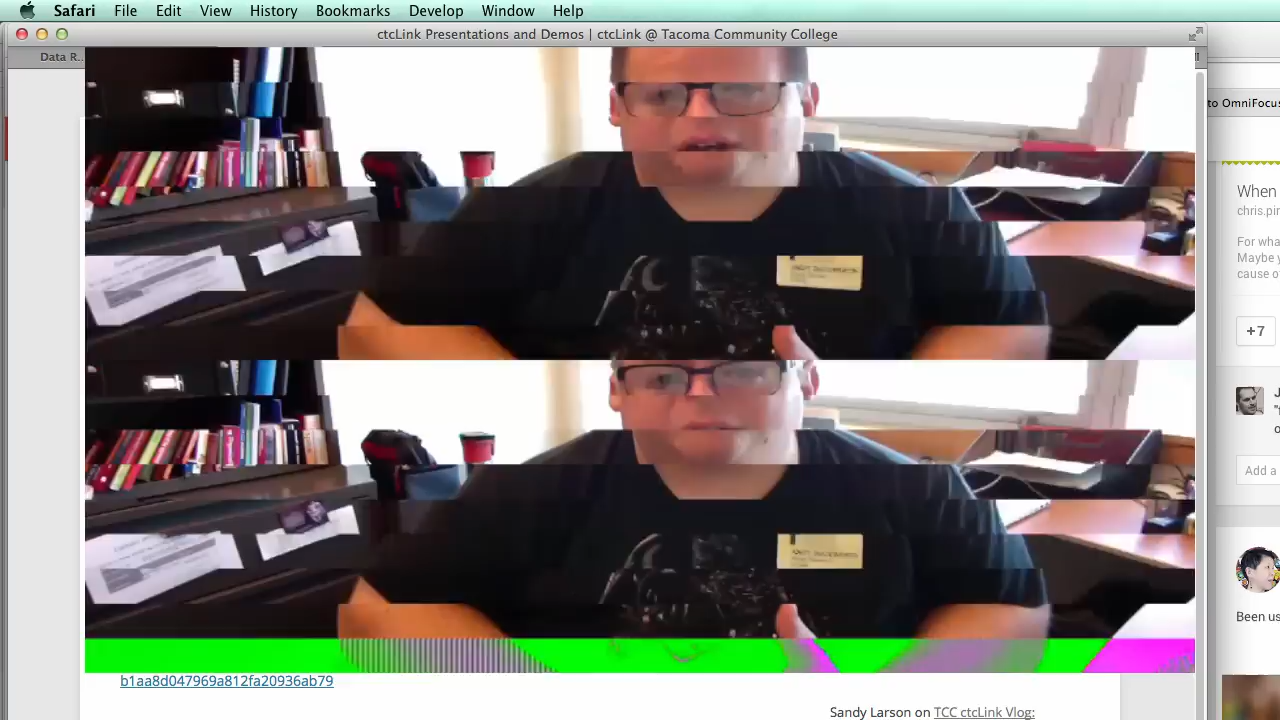 Safari File Edit View History Bookmarks Develop Window Help
ctcLink Presentations and Demos | ctcLink @ Tacoma Community College
Data R..
to OmniFocus
When
chris.pir
For wha
Maybe y
cause o
+7
J
o
Add a
Been us
b1aa8d047969a812fa20936ab79
Sandy Larson on TCC ctcLink Vlog: